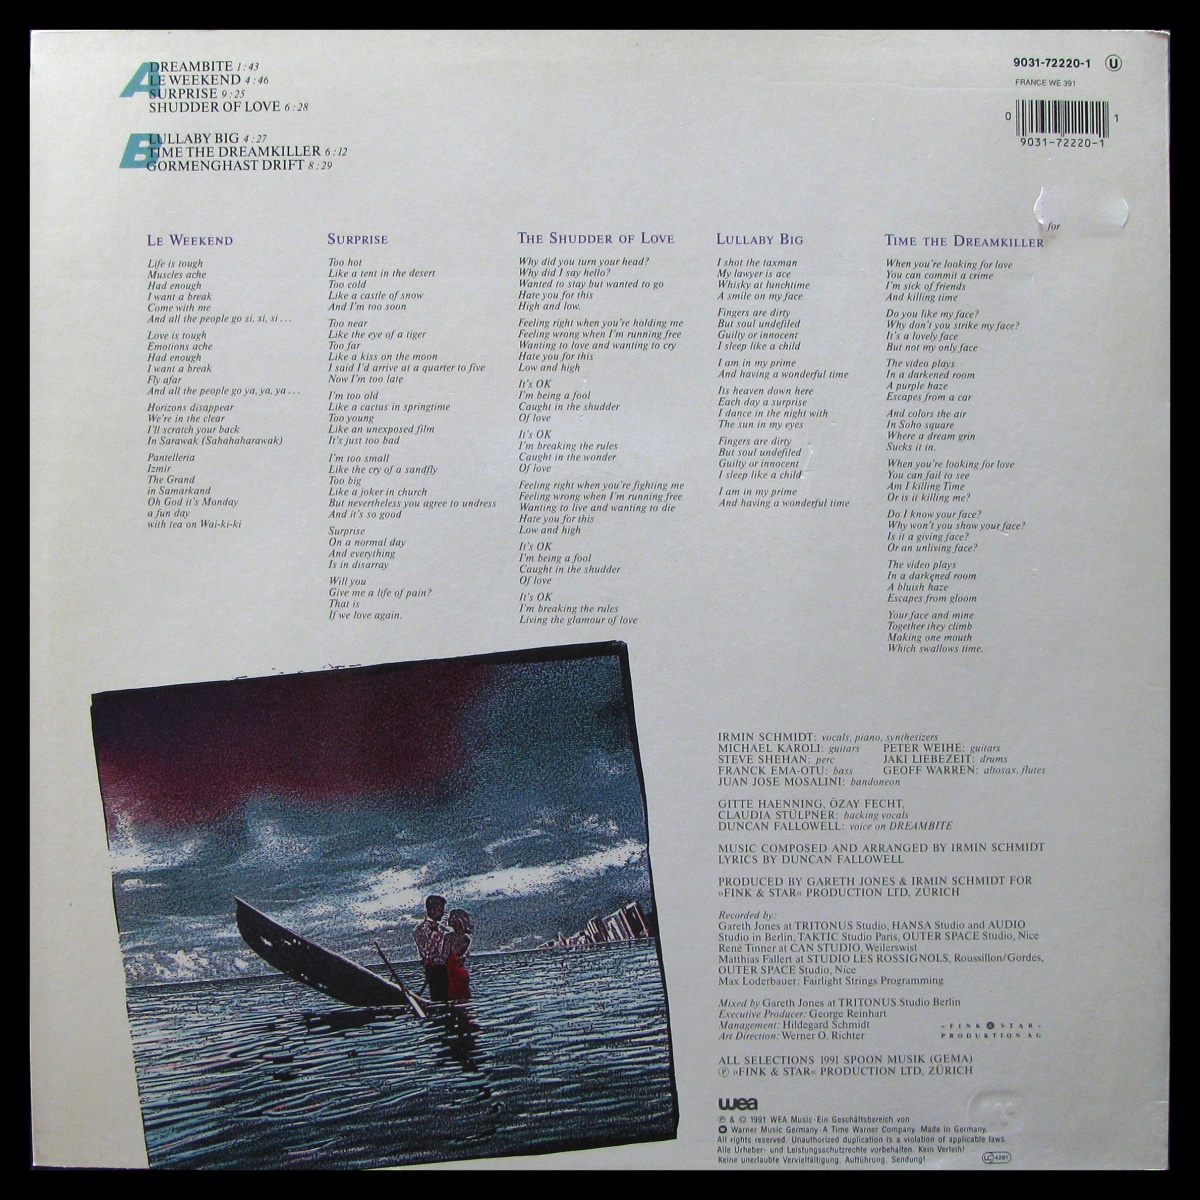 A DREAMBITE 1:43
LE WEEKEND 4:46
SURPRISE 9:25
SHUDDER OF LOVE 6:28
B LULLABY BIG 4:27
TIME THE DREAMKILLER 6:12
GORMENGHAST DRIFT 8:29
9031-72220-1 U
FRANCE WE 391
0 1
9031-72220-1
for
LE WEEKEND
Life is tough
Muscles ache
Had enough
I want a break
Come with me
And all the people go si, si, si . . .
Love is tough
Emotions ache
Had enough
I want a break
Fly afar
And all the people go ya, ya, ya . . .
Horizons disappear
We're in the clear
I'll scratch your back
In Sarawak (Sahahaharawak)
Pantelleria
Izmir
The Grand
in Samarkand
Oh God it's Monday
a fun day
with tea on Wai-ki-ki
SURPRISE
Too hot
Like a tent in the desert
Too cold
Like a castle of snow
And I'm too soon
Too near
Like the eye of a tiger
Too far
Like a kiss on the moon
I said I'd arrive at a quarter to five
Now I'm too late
I'm too old
Like a cactus in springtime
Too young
Like an unexposed film
It's just too bad
I'm too small
Like the cry of a sandfly
Too big
Like a joker in church
But nevertheless you agree to undress
And it's so good
Surprise
On a normal day
And everything
Is in disarray
Will you
Give me a life of pain?
That is
If we love again.
THE SHUDDER OF LOVE
Why did you turn your head?
Why did I say hello?
Wanted to stay but wanted to go
Hate you for this
High and low.
Feeling right when you're holding me
Feeling wrong when I'm running free
Wanting to love and wanting to cry
Hate you for this
Low and high
It's OK
I'm being a fool
Caught in the shudder
Of love
It's OK
I'm breaking the rules
Caught in the wonder
Of love
Feeling right when you're fighting me
Feeling wrong when I'm running free
Wanting to live and wanting to die
Hate you for this
Low and high
It's OK
I'm being a fool
Caught in the shudder
Of love
It's OK
I'm breaking the rules
Living the glamour of love
LULLABY BIG
I shot the taxman
My lawyer is ace
Whisky at lunchtime
A smile on my face
Fingers are dirty
But soul undefiled
Guilty or innocent
I sleep like a child
I am in my prime
And having a wonderful time
Its heaven down here
Each day a surprise
I dance in the night with
The sun in my eyes
Fingers are dirty
But soul undefiled
Guilty or innocent
I sleep like a child
I am in my prime
And having a wonderful time
TIME THE DREAMKILLER
When you're looking for love
You can commit a crime
I'm sick of friends
And killing time
Do you like my face?
Why don't you strike my face?
It's a lovely face
But not my only face
The video plays
In a darkened room
A purple haze
Escapes from a car
And colors the air
In Soho square
Where a dream grin
Sucks it in.
When you're looking for love
You can fail to see
Am I killing Time
Or is it killing me?
Do I know your face?
Why won't you show your face?
Is it a giving face?
Or an unliving face?
The video plays
In a darkened room
A bluish haze
Escapes from gloom
Your face and mine
Together they climb
Making one mouth
Which swallows time.
IRMIN SCHMIDT: vocals, piano, synthesizers
MICHAEL KAROLI: guitars PETER WEIHE: guitars
STEVE SHEHAN: perc JAKI LIEBEZEIT: drums
FRANCK EMA-OTU: bass GEOFF WARREN: altosax, flutes
JUAN JOSE MOSALINI: bandoneon
GITTE HAENNING, ÖZAY FECHT,
CLAUDIA STÜLPNER: backing vocals
DUNCAN FALLOWELL: voice on DREAMBITE
MUSIC COMPOSED AND ARRANGED BY IRMIN SCHMIDT
LYRICS BY DUNCAN FALLOWELL
PRODUCED BY GARETH JONES & IRMIN SCHMIDT FOR
»FINK & STAR« PRODUCTION LTD, ZÜRICH
Recorded by:
Gareth Jones at TRITONUS Studio, HANSA Studio and AUDIO
Studio in Berlin, TAKTIC Studio Paris, OUTER SPACE Studio, Nice
René Tinner at CAN STUDIO, Weilerswist
Matthias Fallert at STUDIO LES ROSSIGNOLS, Roussillon/Gordes,
OUTER SPACE Studio, Nice
Max Loderbauer: Fairlight Strings Programming
Mixed by Gareth Jones at TRITONUS Studio Berlin
Executive Producer: George Reinhart
Management: Hildegard Schmidt
Art Direction: Werner O. Richter
»FINK & STAR«
PRODUKTION AG
ALL SELECTIONS 1991 SPOON MUSIK (GEMA)
Ⓟ »FINK & STAR« PRODUCTION LTD, ZÜRICH
wea
Ⓟ & © 1991 WEA Music · Ein Geschäftsbereich von
Warner Music Germany · A Time Warner Company. Made in Germany.
All rights reserved. Unauthorized duplication is a violation of applicable laws.
Alle Urheber- und Leistungsschutzrechte vorbehalten. Kein Verleih!
Keine unerlaubte Vervielfältigung, Aufführung, Sendung!
LC 4281